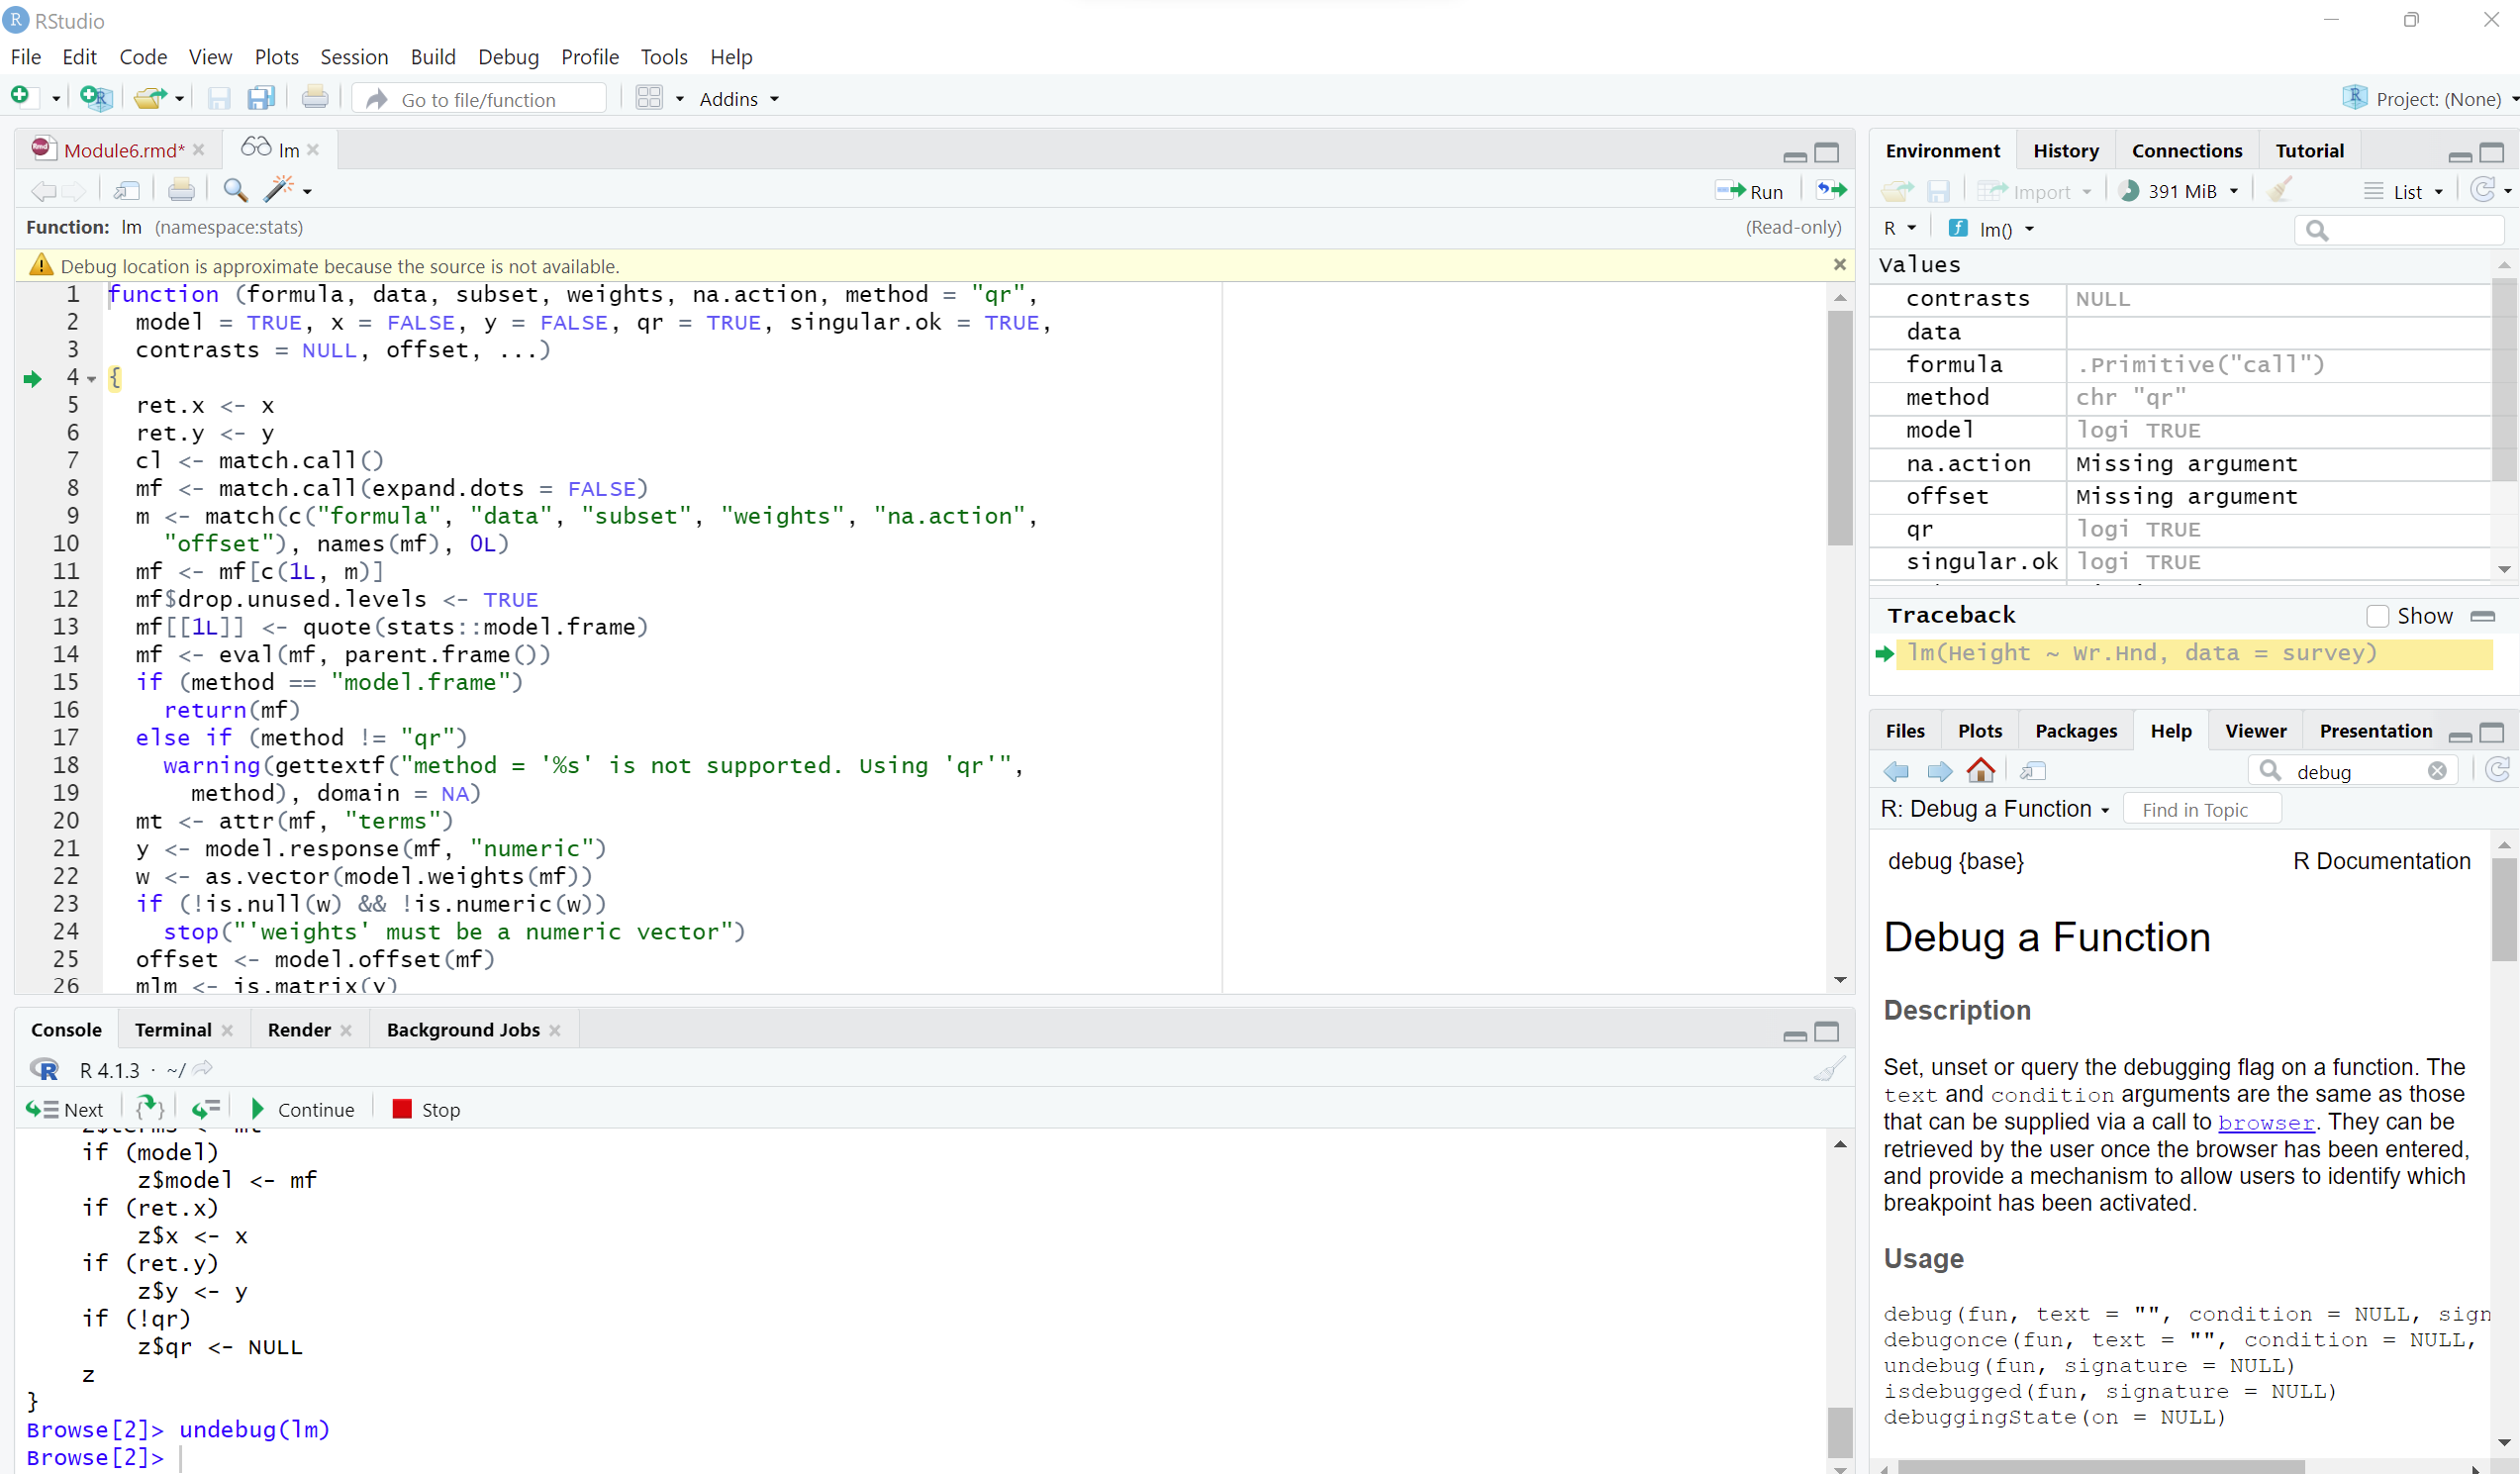 RStudio
File Edit Code View Plots Session Build Debug Profile Tools Help
Go to file/function Addins Project: (None)
Module6.rmd* lm
Run
Function: lm (namespace:stats) (Read-only)
Debug location is approximate because the source is not available.
1 function (formula, data, subset, weights, na.action, method = "qr",
2 model = TRUE, x = FALSE, y = FALSE, qr = TRUE, singular.ok = TRUE,
3 contrasts = NULL, offset, ...)
4 {
5 ret.x <- x
6 ret.y <- y
7 cl <- match.call()
8 mf <- match.call(expand.dots = FALSE)
9 m <- match(c("formula", "data", "subset", "weights", "na.action",
10 "offset"), names(mf), 0L)
11 mf <- mf[c(1L, m)]
12 mf$drop.unused.levels <- TRUE
13 mf[[1L]] <- quote(stats::model.frame)
14 mf <- eval(mf, parent.frame())
15 if (method == "model.frame")
16 return(mf)
17 else if (method != "qr")
18 warning(gettextf("method = '%s' is not supported. Using 'qr'",
19 method), domain = NA)
20 mt <- attr(mf, "terms")
21 y <- model.response(mf, "numeric")
22 w <- as.vector(model.weights(mf))
23 if (!is.null(w) && !is.numeric(w))
24 stop("'weights' must be a numeric vector")
25 offset <- model.offset(mf)
26 mlm <- is.matrix(y)
Console Terminal Render Background Jobs
R 4.1.3 · ~/
Next Continue Stop
z$terms <- mt
if (model)
z$model <- mf
if (ret.x)
z$x <- x
if (ret.y)
z$y <- y
if (!qr)
z$qr <- NULL
z
}
Browse[2]> undebug(lm)
Browse[2]>
Environment History Connections Tutorial
Import 391 MiB List
R lm()
Values
contrasts NULL
data
formula .Primitive("call")
method chr "qr"
model logi TRUE
na.action Missing argument
offset Missing argument
qr logi TRUE
singular.ok logi TRUE
Traceback Show
lm(Height ~ Wr.Hnd, data = survey)
Files Plots Packages Help Viewer Presentation
debug
R: Debug a Function Find in Topic
debug {base} R Documentation
Debug a Function
Description
Set, unset or query the debugging flag on a function. The
text and condition arguments are the same as those
that can be supplied via a call to browser. They can be
retrieved by the user once the browser has been entered,
and provide a mechanism to allow users to identify which
breakpoint has been activated.
Usage
debug(fun, text = "", condition = NULL, sign
debugonce(fun, text = "", condition = NULL,
undebug(fun, signature = NULL)
isdebugged(fun, signature = NULL)
debuggingState(on = NULL)